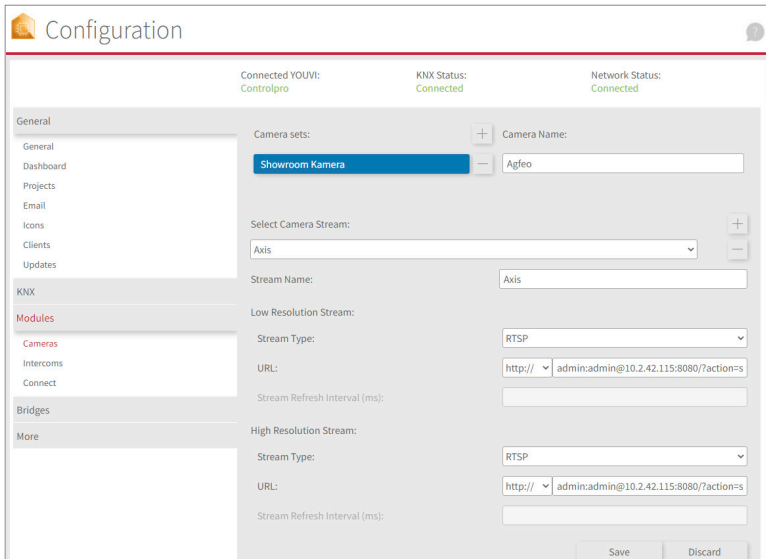 Configuration
?
Connected YOUVI: KNX Status: Network Status:
Controlpro Connected Connected
General
General
Dashboard
Projects
Email
Icons
Clients
Updates
KNX
Modules
Cameras
Intercoms
Connect
Bridges
More
Camera sets: + Camera Name:
Showroom Kamera − Agfeo
Select Camera Stream: +
Axis −
Stream Name: Axis
Low Resolution Stream:
Stream Type: RTSP
URL: http:// admin:admin@10.2.42.115:8080/?action=s
Stream Refresh Interval (ms):
High Resolution Stream:
Stream Type: RTSP
URL: http:// admin:admin@10.2.42.115:8080/?action=s
Stream Refresh Interval (ms):
Save Discard